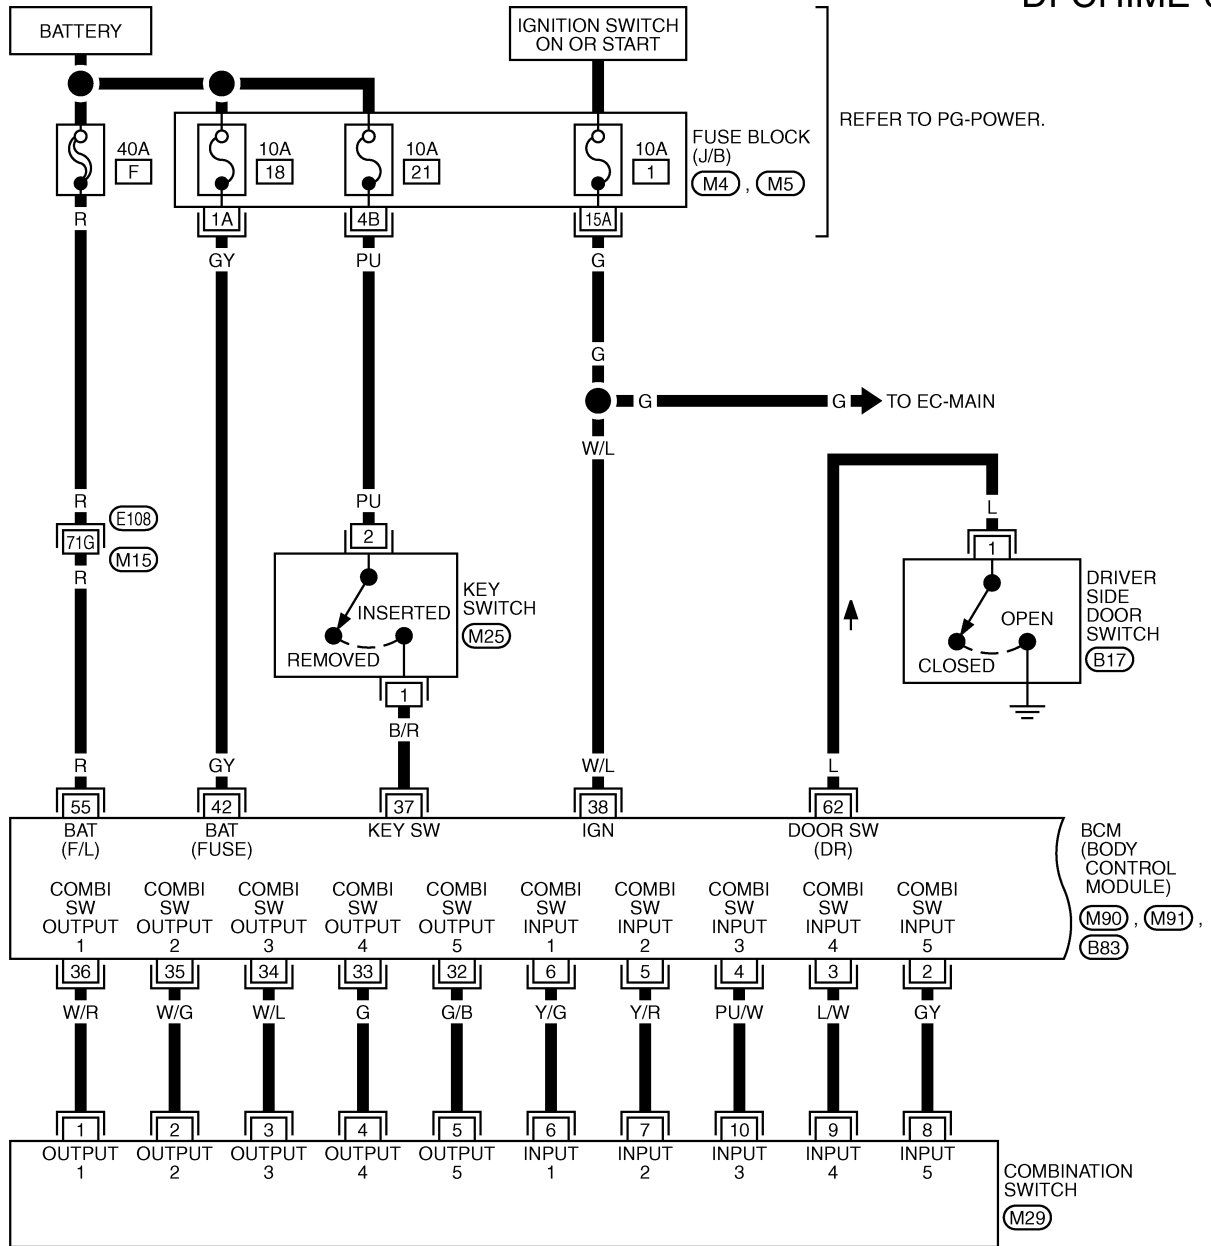 BATTERY
IGNITION SWITCH
ON OR START
REFER TO PG-POWER.
40A
F
10A
18
10A
21
10A
1
FUSE BLOCK
(J/B)
M4 , M5
R
1A
4B
15A
GY
PU
G
G
G
G
TO EC-MAIN
W/L
R
PU
L
71G
E108
M15
2
1
R
KEY
SWITCH
M25
INSERTED
REMOVED
DRIVER
SIDE
DOOR
SWITCH
B17
OPEN
CLOSED
1
B/R
R
GY
W/L
L
55
42
37
38
62
BAT
(F/L)
BAT
(FUSE)
KEY SW
IGN
DOOR SW
(DR)
BCM
(BODY
CONTROL
MODULE)
M90 , M91 ,
B83
COMBI
SW
OUTPUT
1
COMBI
SW
OUTPUT
2
COMBI
SW
OUTPUT
3
COMBI
SW
OUTPUT
4
COMBI
SW
OUTPUT
5
COMBI
SW
INPUT
1
COMBI
SW
INPUT
2
COMBI
SW
INPUT
3
COMBI
SW
INPUT
4
COMBI
SW
INPUT
5
36
35
34
33
32
6
5
4
3
2
W/R
W/G
W/L
G
G/B
Y/G
Y/R
PU/W
L/W
GY
1
2
3
4
5
6
7
10
9
8
OUTPUT
1
OUTPUT
2
OUTPUT
3
OUTPUT
4
OUTPUT
5
INPUT
1
INPUT
2
INPUT
3
INPUT
4
INPUT
5
COMBINATION
SWITCH
M29